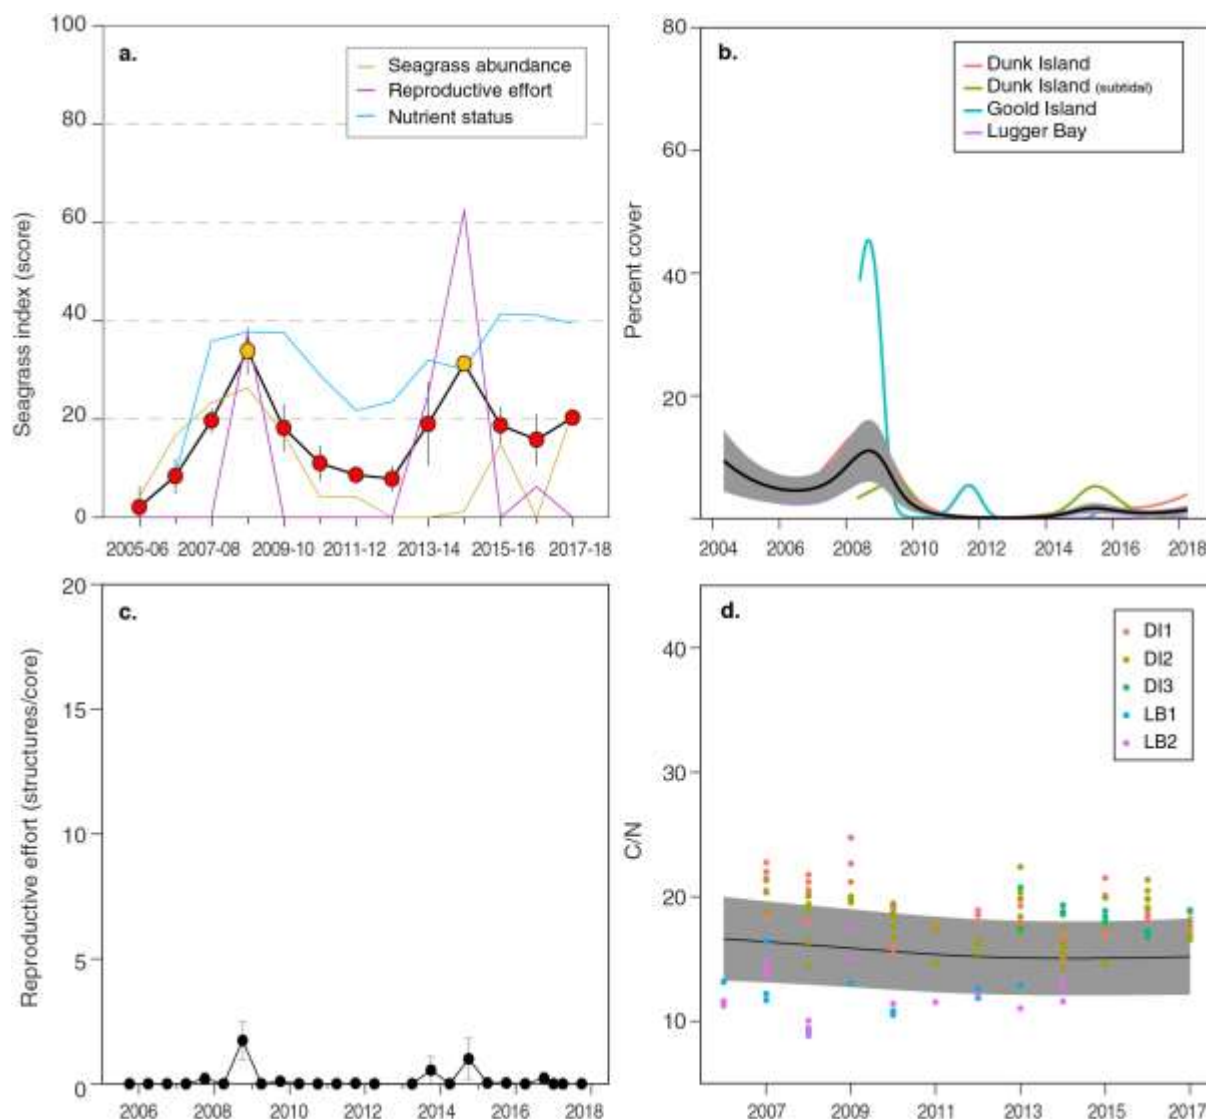 a.
Seagrass abundance
Reproductive effort
Nutrient status
Seagrass index (score)
100
80
60
40
20
0
2005-06 2007-08 2009-10 2011-12 2013-14 2015-16 2017-18
b.
Dunk Island
Dunk Island (subtidal)
Goold Island
Lugger Bay
Percent cover
80
60
40
20
2004 2006 2008 2010 2012 2014 2016 2018
c.
Reproductive effort (structures/core)
20
15
10
5
0
2006 2008 2010 2012 2014 2016 2018
d.
DI1
DI2
DI3
LB1
LB2
C/N
40
30
20
10
2007 2009 2011 2013 2015 2017